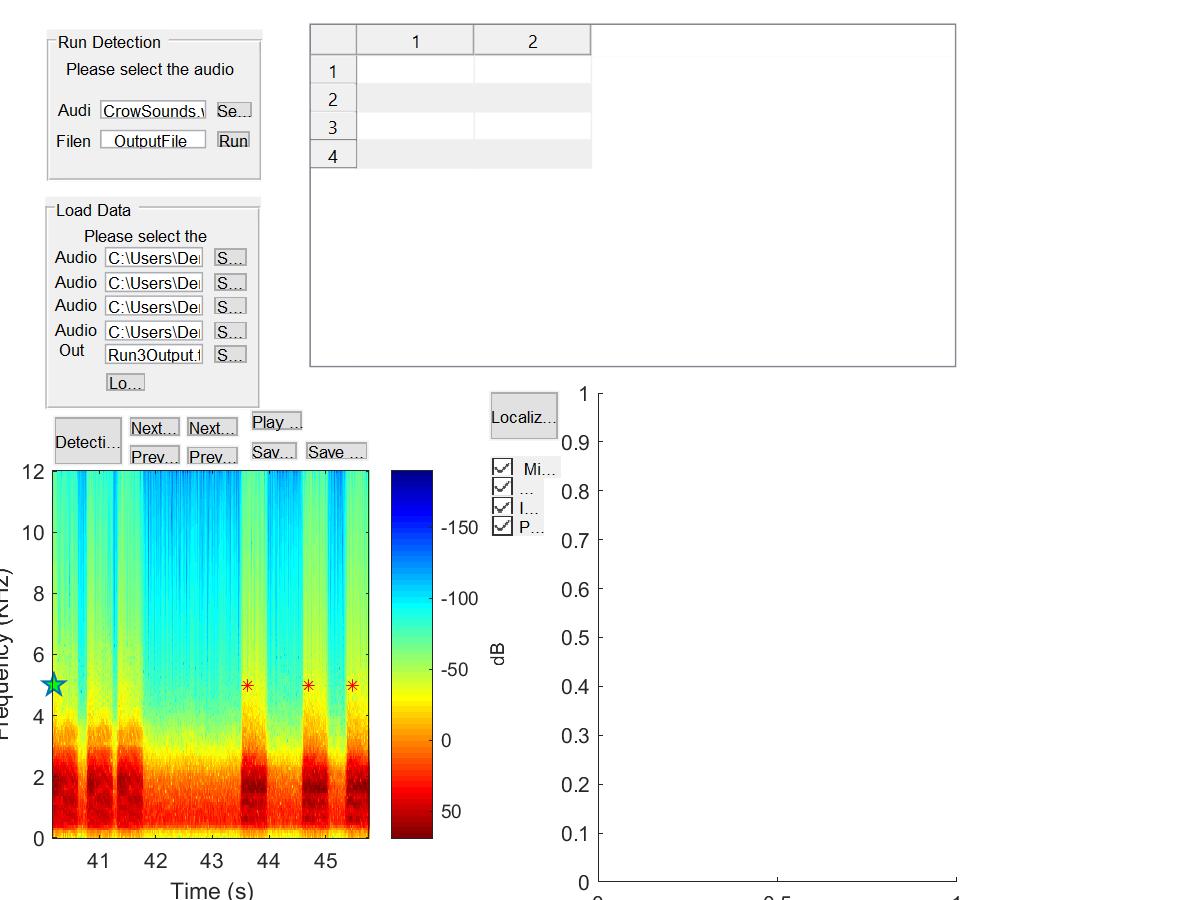 Run Detection
Please select the audio
Audi CrowSounds.w Se...
Filen OutputFile Run
1 2
1
2
3
4
Load Data
Please select the
Audio C:\Users\De S...
Audio C:\Users\De S...
Audio C:\Users\De S...
Audio C:\Users\De S...
Out Run3Output.t S...
Lo...
Detecti... Next... Next... Play ...
Prev... Prev... Sav... Save ...
Localiz...
Mi...
...
I...
P...
12
10
8
6
4
2
0
Frequency (KHz)
41 42 43 44 45
Time (s)
-150
-100
-50
0
50
dB
1
0.9
0.8
0.7
0.6
0.5
0.4
0.3
0.2
0.1
0
0 0.5 1